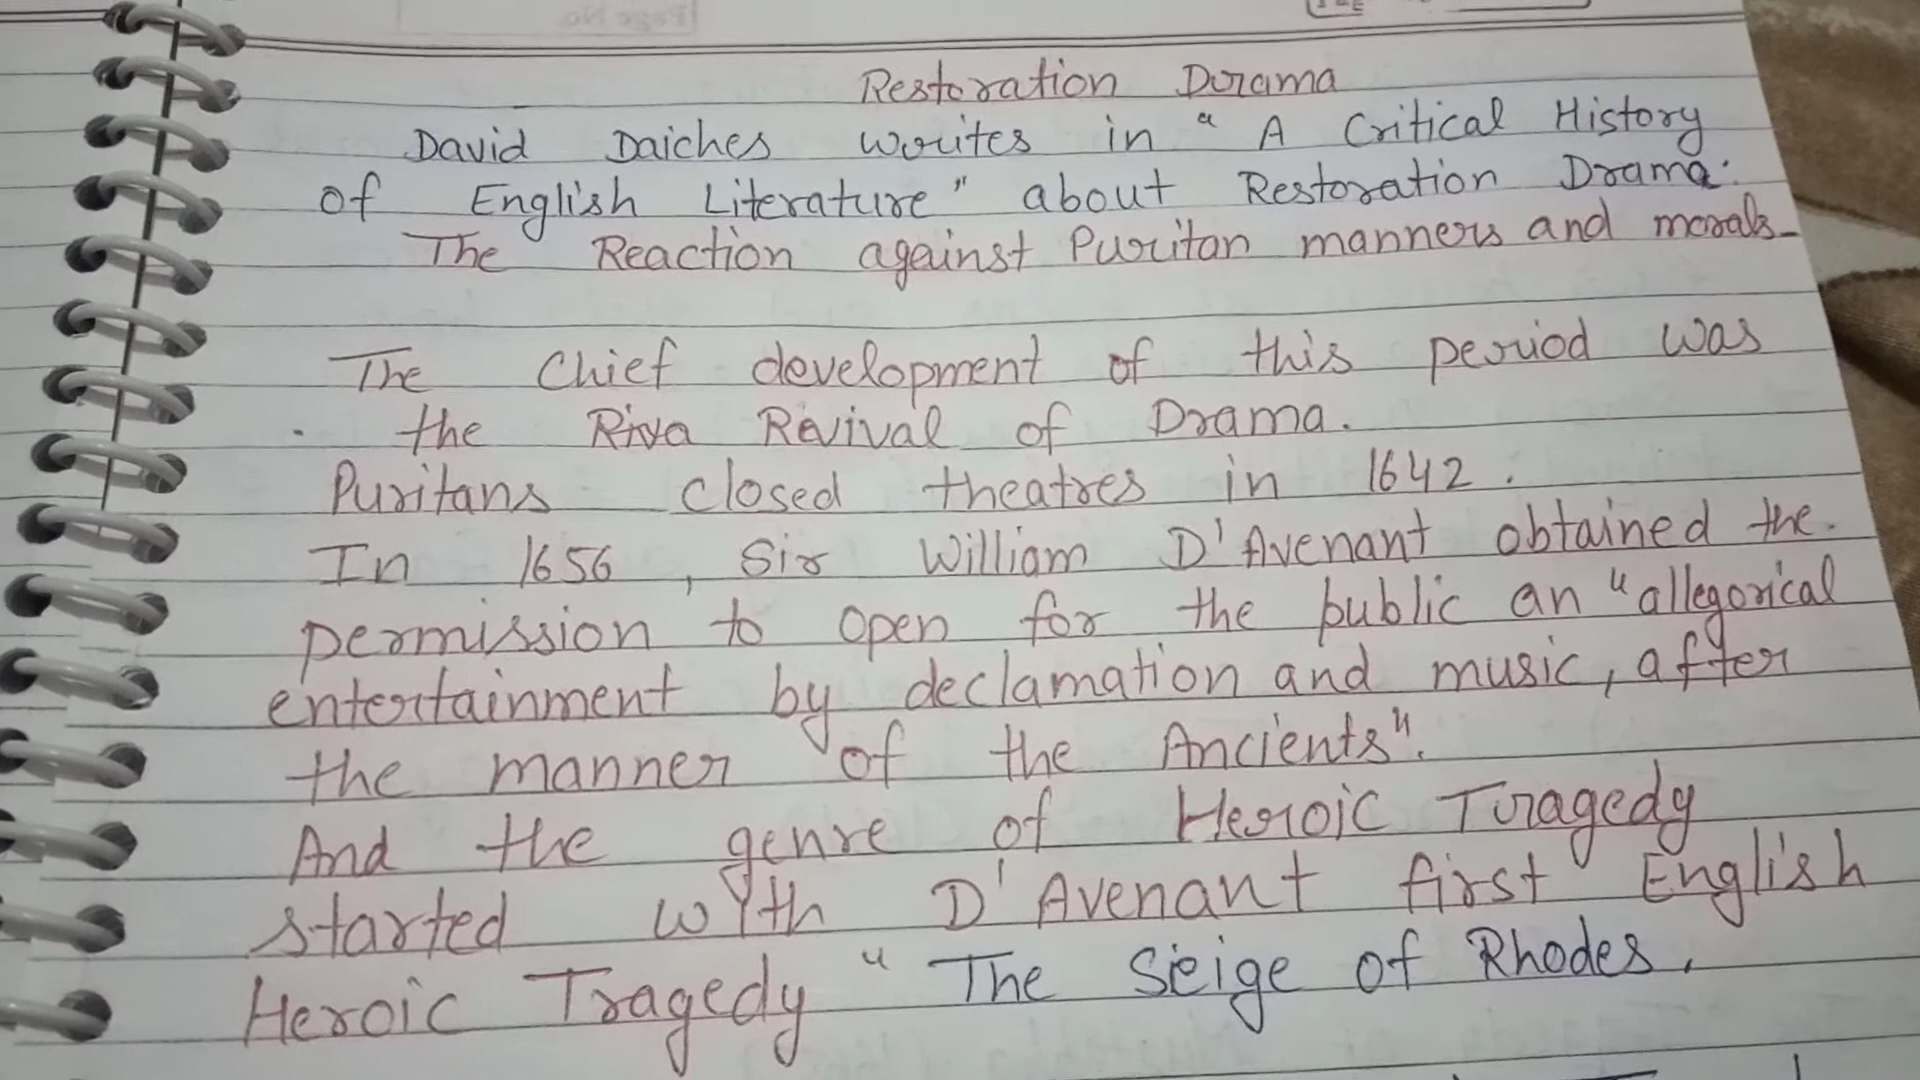 Restoration Drama
David Daiches writes in "A Critical History
of English Literature" about Restoration Drama.
The Reaction against Puritan manners and morals-
The Chief development of this period was
the Riva Revival of Drama.
Puritans closed theatres in 1642.
In 1656, Sir William D'Avenant obtained the
permission to open for the public an "allegorical
entertainment by declamation and music, after
the manner of the Ancients".
And the genre of Heroic Tragedy
started with D'Avenant first English
Heroic Tragedy "The Seige of Rhodes.